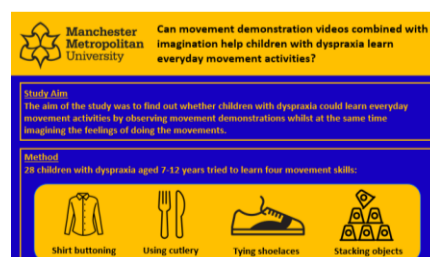 Manchester
Metropolitan
University
Can movement demonstration videos combined with
imagination help children with dyspraxia learn
everyday movement activities?
Study Aim
The aim of the study was to find out whether children with dyspraxia could learn everyday
movement activities by observing movement demonstrations whilst at the same time
imagining the feelings of doing the movements.
Method
28 children with dyspraxia aged 7-12 years tried to learn four movement skills:
Shirt buttoning Using cutlery Tying shoelaces Stacking objects